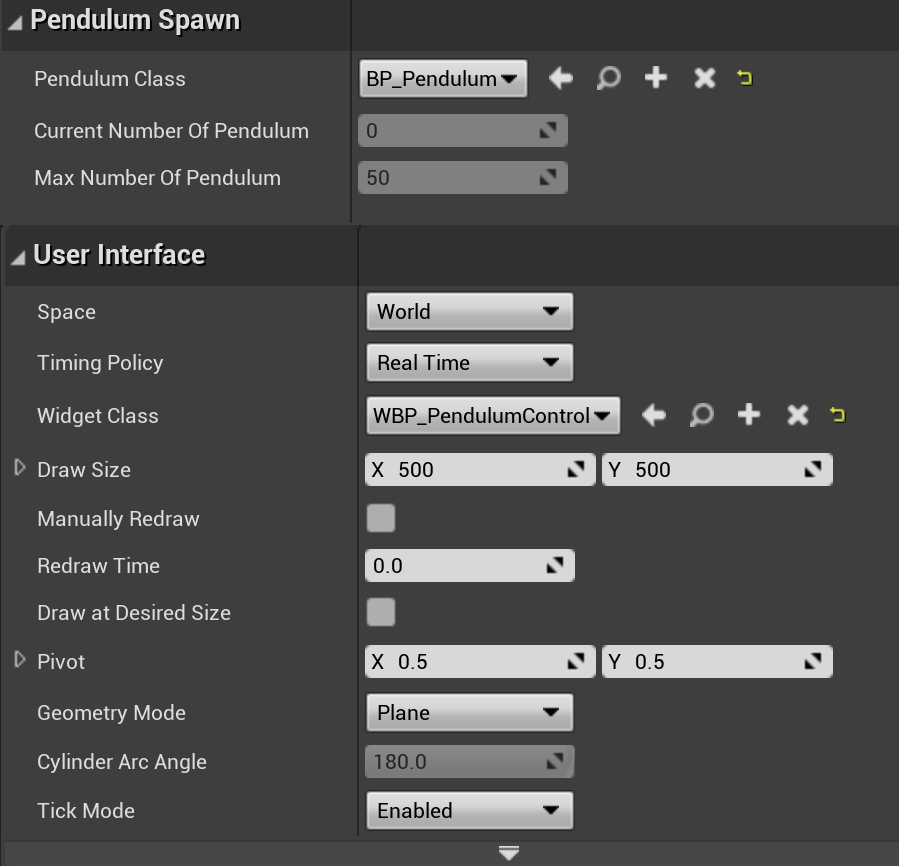 Pendulum Spawn
Pendulum Class BP_Pendulum
Current Number Of Pendulum 0
Max Number Of Pendulum 50
User Interface
Space World
Timing Policy Real Time
Widget Class WBP_PendulumControl
Draw Size X 500 Y 500
Manually Redraw
Redraw Time 0.0
Draw at Desired Size
Pivot X 0.5 Y 0.5
Geometry Mode Plane
Cylinder Arc Angle 180.0
Tick Mode Enabled